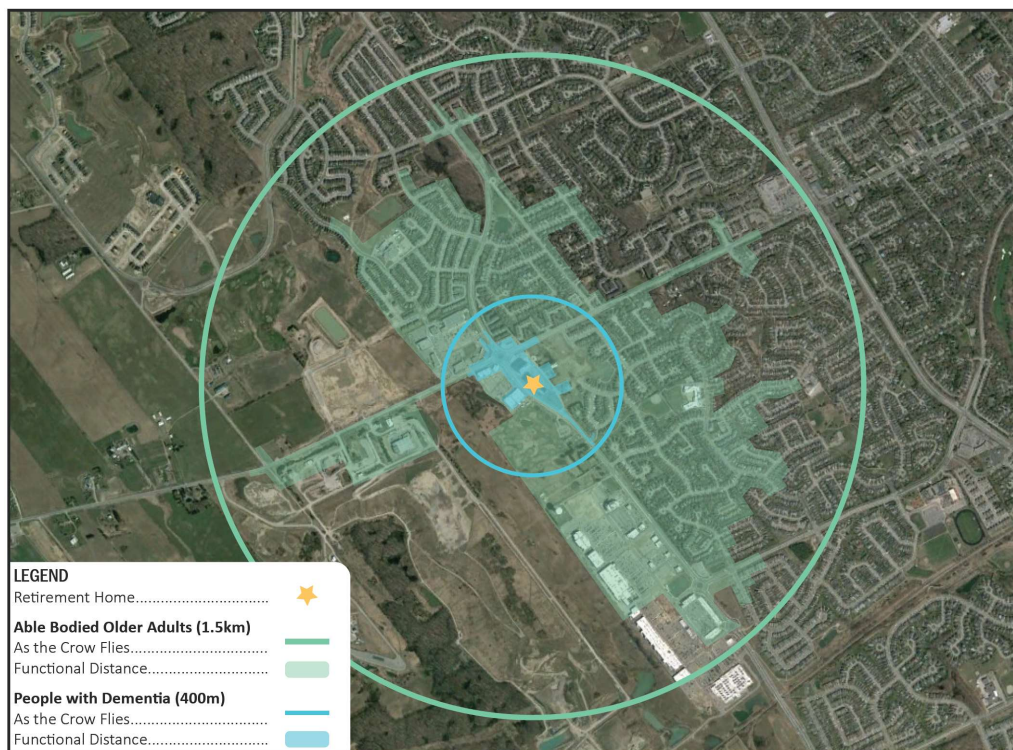 LEGEND
Retirement Home..............................
Able Bodied Older Adults (1.5km)
As the Crow Flies..............................
Functional Distance...........................
People with Dementia (400m)
As the Crow Flies..............................
Functional Distance...........................